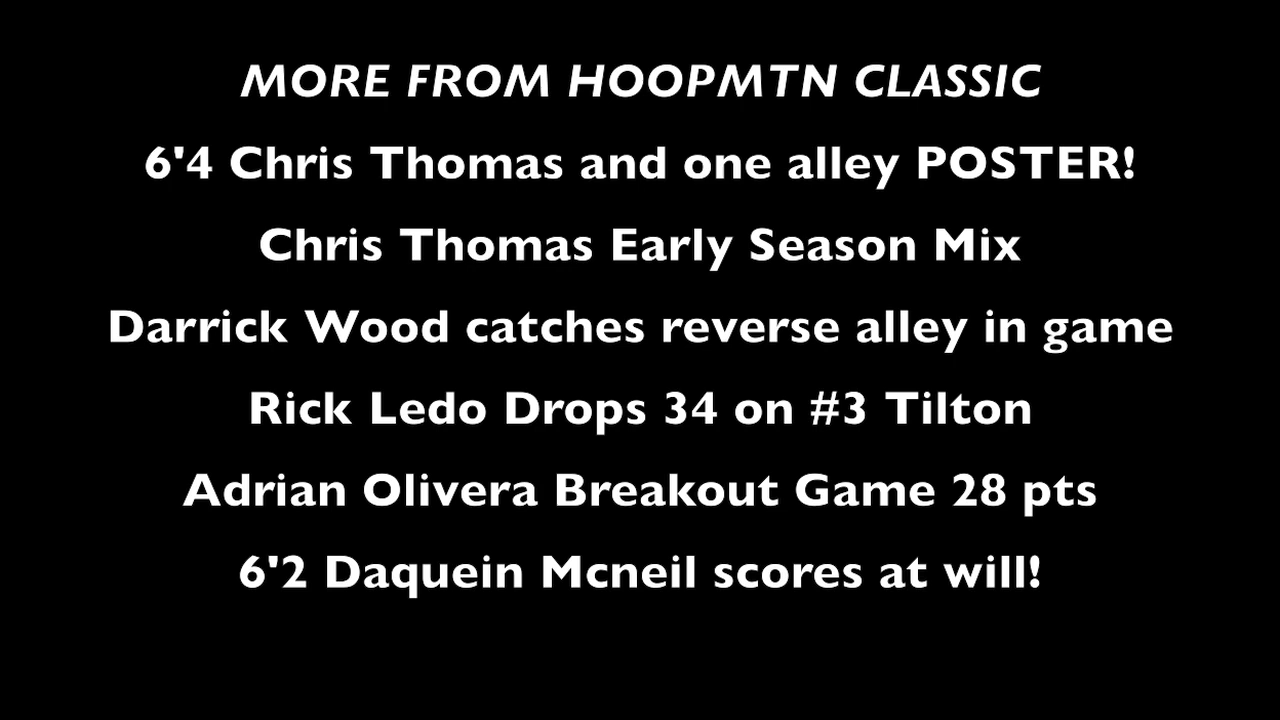 MORE FROM HOOPMTN CLASSIC
6'4 Chris Thomas and one alley POSTER!
Chris Thomas Early Season Mix
Darrick Wood catches reverse alley in game
Rick Ledo Drops 34 on #3 Tilton
Adrian Olivera Breakout Game 28 pts
6'2 Daquein Mcneil scores at will!